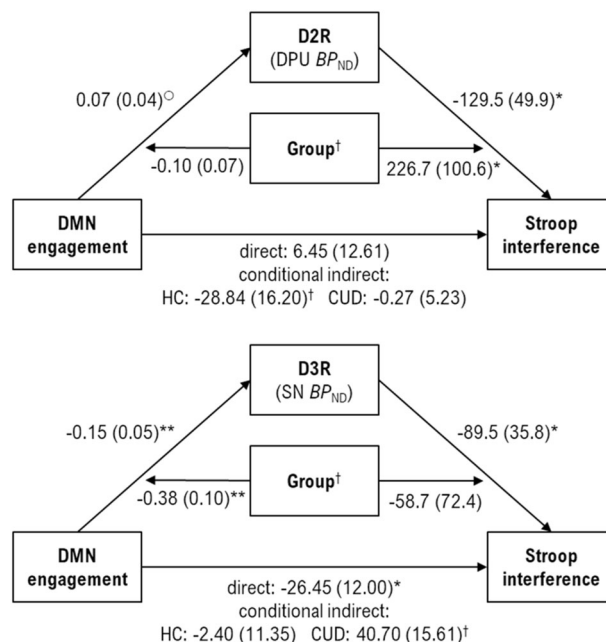 D2R
(DPU BP_ND)
0.07 (0.04)°
-129.5 (49.9)*
Group†
-0.10 (0.07)
226.7 (100.6)*
DMN
engagement
Stroop
interference
direct: 6.45 (12.61)
conditional indirect:
HC: -28.84 (16.20)† CUD: -0.27 (5.23)
D3R
(SN BP_ND)
-0.15 (0.05)**
-89.5 (35.8)*
Group†
-0.38 (0.10)**
-58.7 (72.4)
DMN
engagement
Stroop
interference
direct: -26.45 (12.00)*
conditional indirect:
HC: -2.40 (11.35) CUD: 40.70 (15.61)†